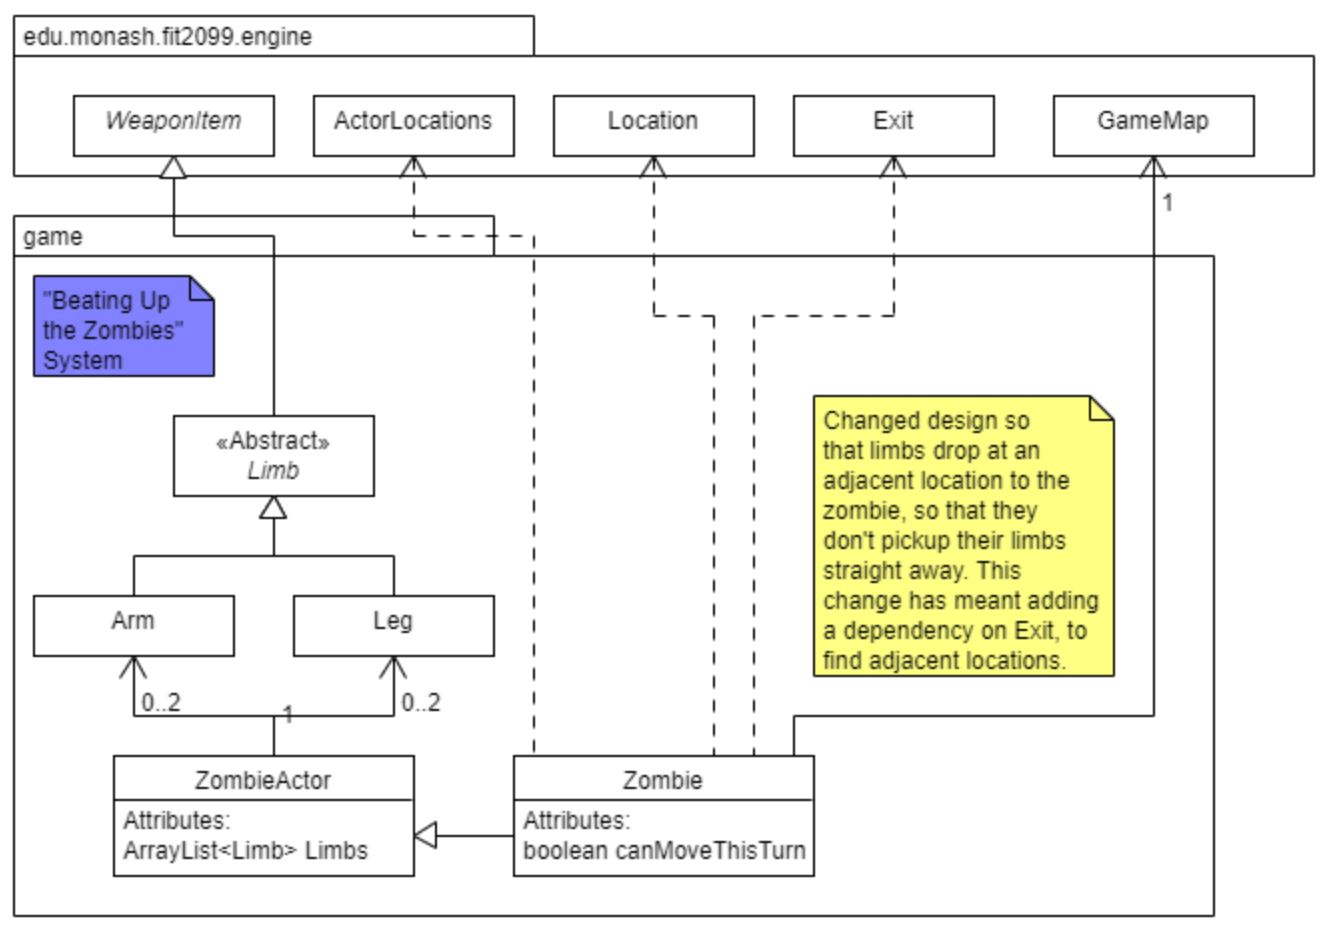 edu.monash.fit2099.engine
WeaponItem
ActorLocations
Location
Exit
GameMap
1
game
"Beating Up
the Zombies"
System
«Abstract»
Limb
Changed design so
that limbs drop at an
adjacent location to the
zombie, so that they
don't pickup their limbs
straight away. This
change has meant adding
a dependency on Exit, to
find adjacent locations.
Arm
Leg
0..2
1
0..2
ZombieActor
Attributes:
ArrayList<Limb> Limbs
Zombie
Attributes:
boolean canMoveThisTurn